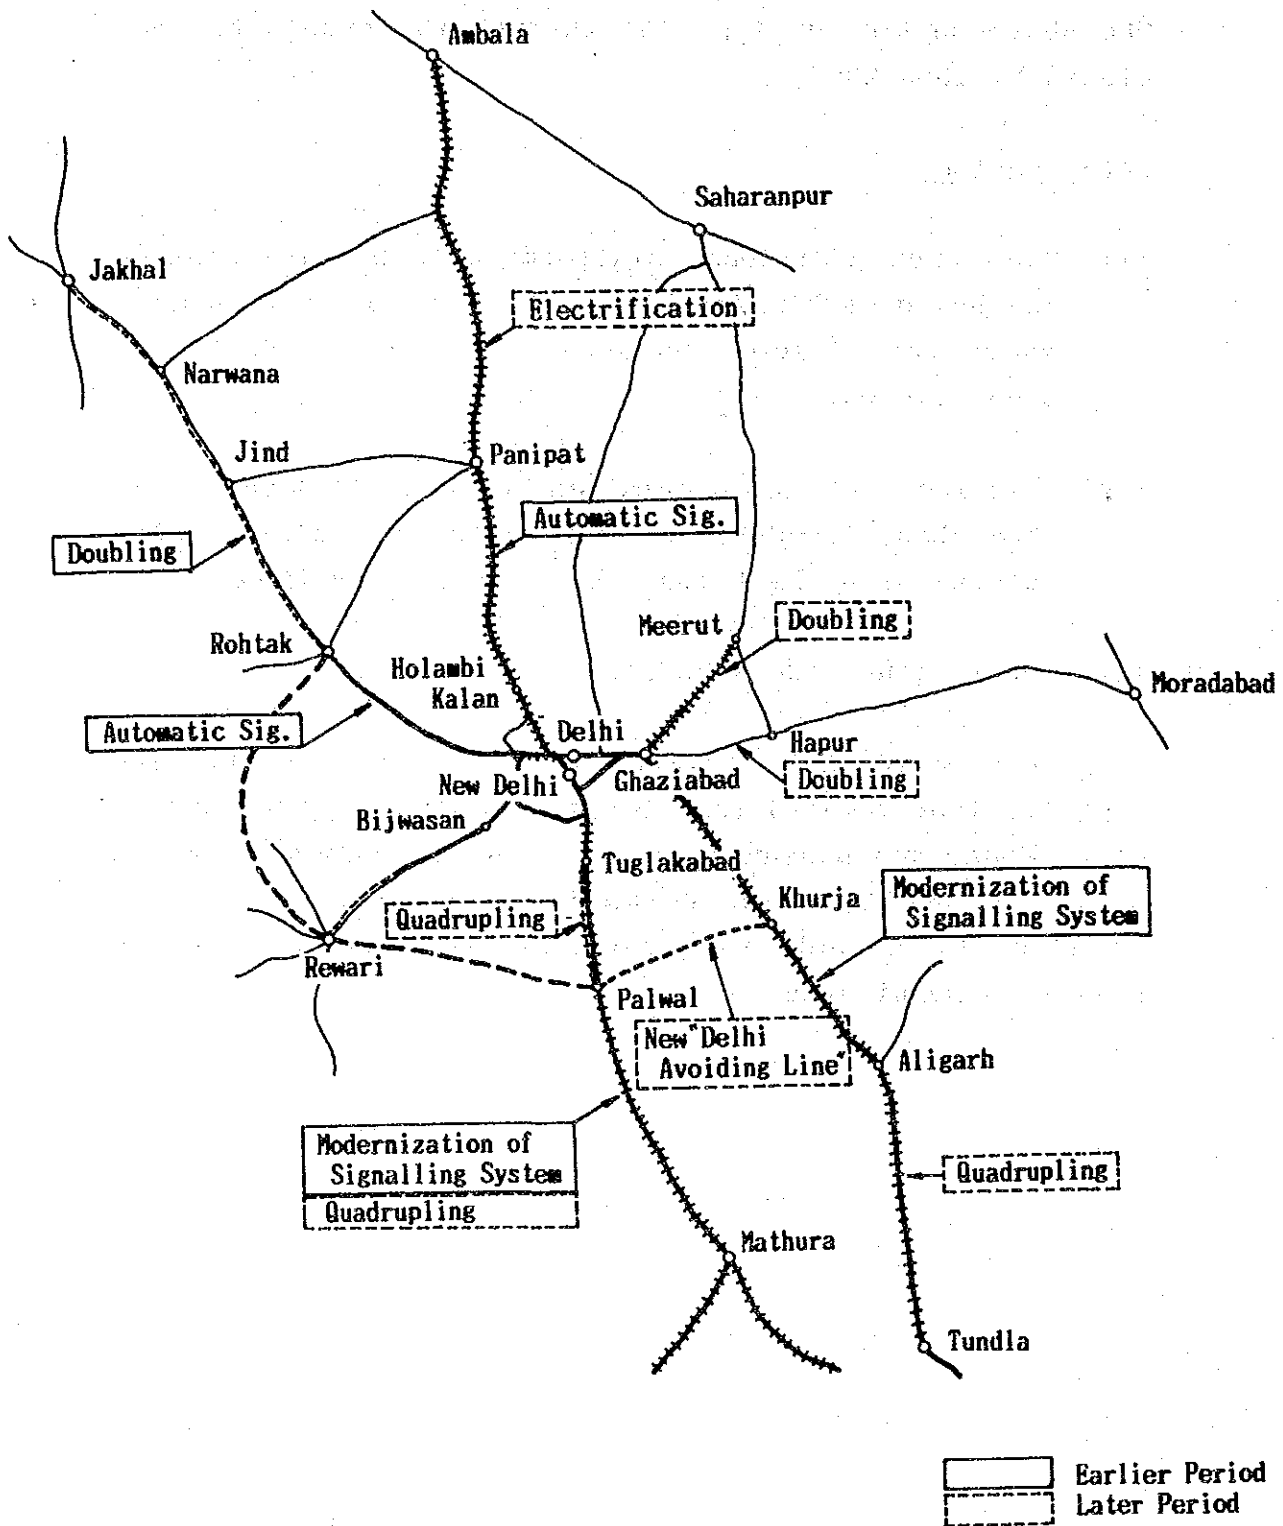 Ambala
Saharanpur
Jakhal
Electrification
Narwana
Jind
Panipat
Automatic Sig.
Doubling
Meerut
Doubling
Rohtak
Holambi
Kalan
Moradabad
Automatic Sig.
Delhi
Hapur
New Delhi
Ghaziabad
Doubling
Bijwasan
Tuglakabad
Khurja
Modernization of
Signalling System
Quadrupling
Rewari
Palwal
New "Delhi
Avoiding Line"
Aligarh
Modernization of
Signalling System
Quadrupling
Quadrupling
Mathura
Tundla
Earlier Period
Later Period